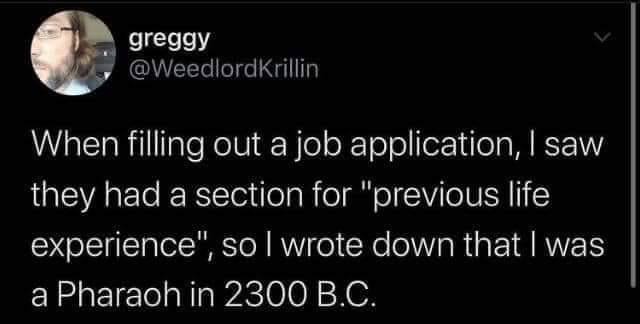 greggy
@WeedlordKrillin
When filling out a job application, I saw
they had a section for "previous life
experience", so I wrote down that I was
a Pharaoh in 2300 B.C.